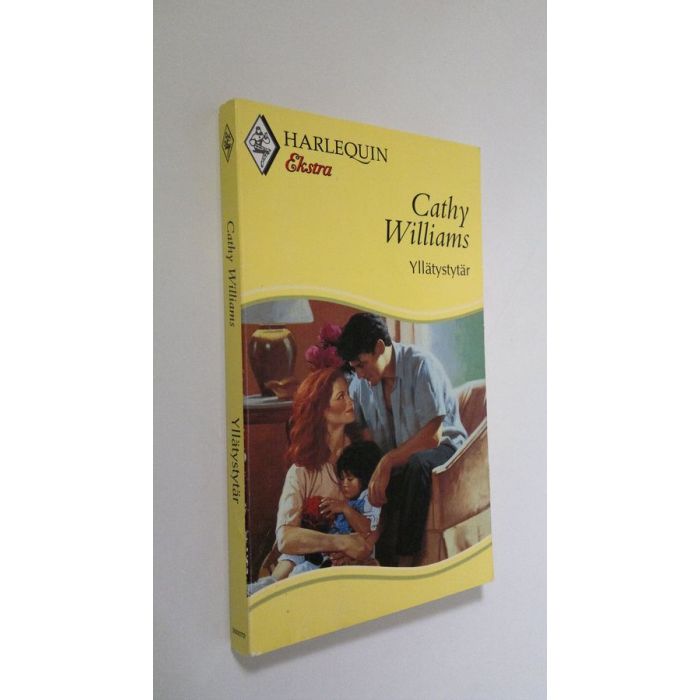 HARLEQUIN
Ekstra
Cathy
Williams
Yllätystytär
Cathy Williams
Yllätystytär